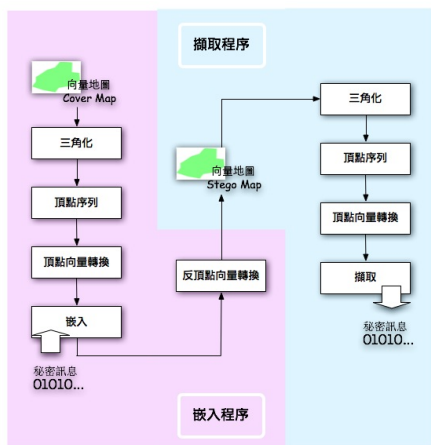 擷取程序
向量地圖
Cover Map
三角化
頂點序列
頂點向量轉換
嵌入
秘密訊息
01010...
反頂點向量轉換
向量地圖
Stego Map
三角化
頂點序列
頂點向量轉換
擷取
秘密訊息
01010...
嵌入程序